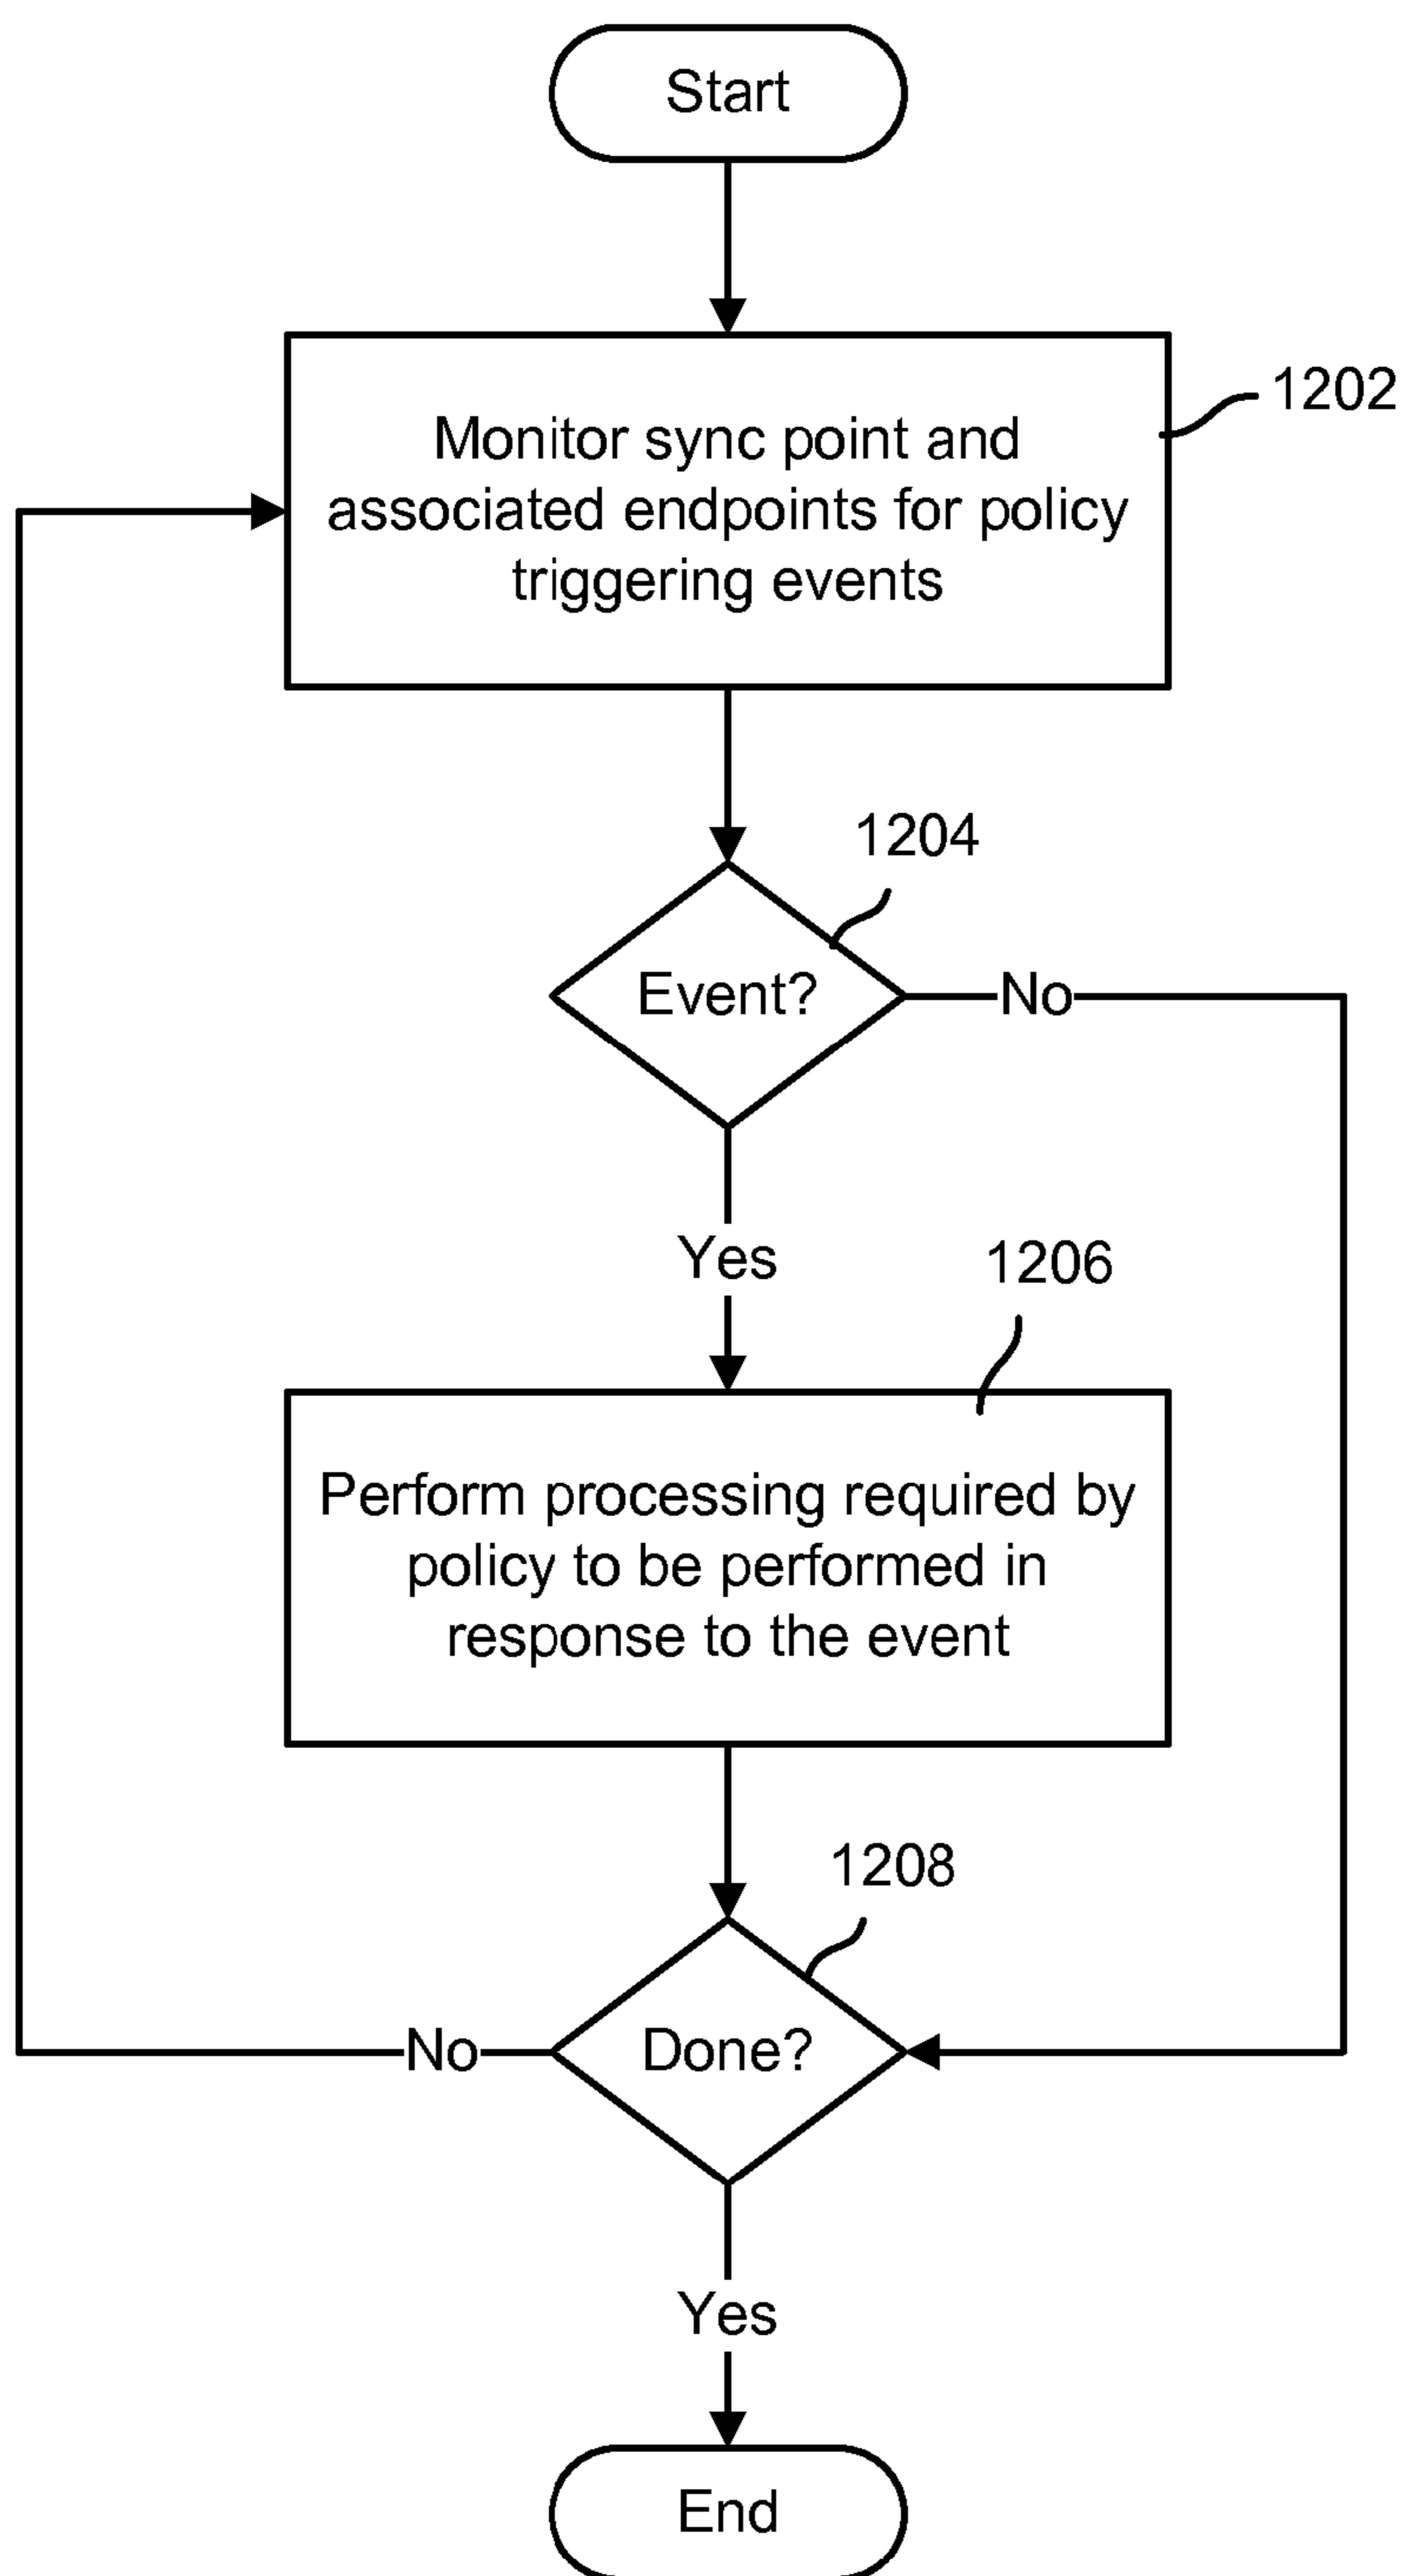 Start
1202
Monitor sync point and
associated endpoints for policy
triggering events
1204
Event?
No
Yes
1206
Perform processing required by
policy to be performed in
response to the event
1208
No
Done?
Yes
End